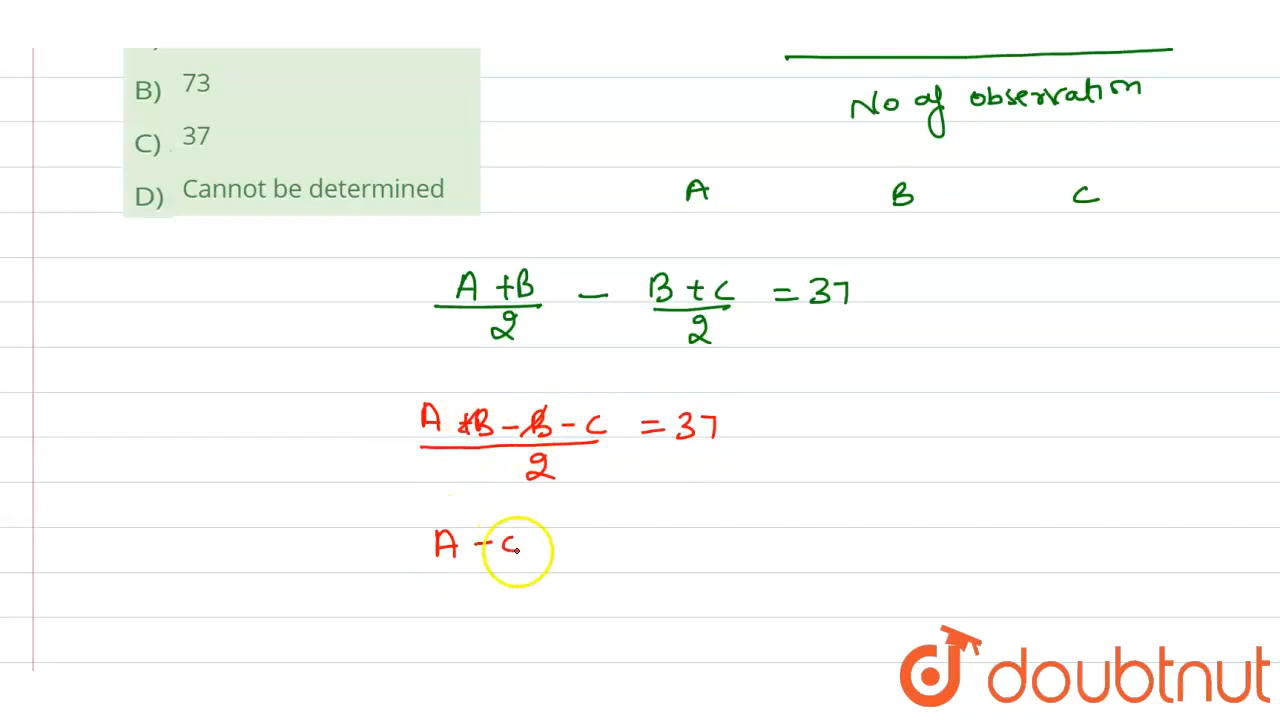 B) 73
C) 37
D) Cannot be determined
No of observation
A B C
A + B / 2 - B + C / 2 = 37
A + B - B - C / 2 = 37
A - C
doubtnut